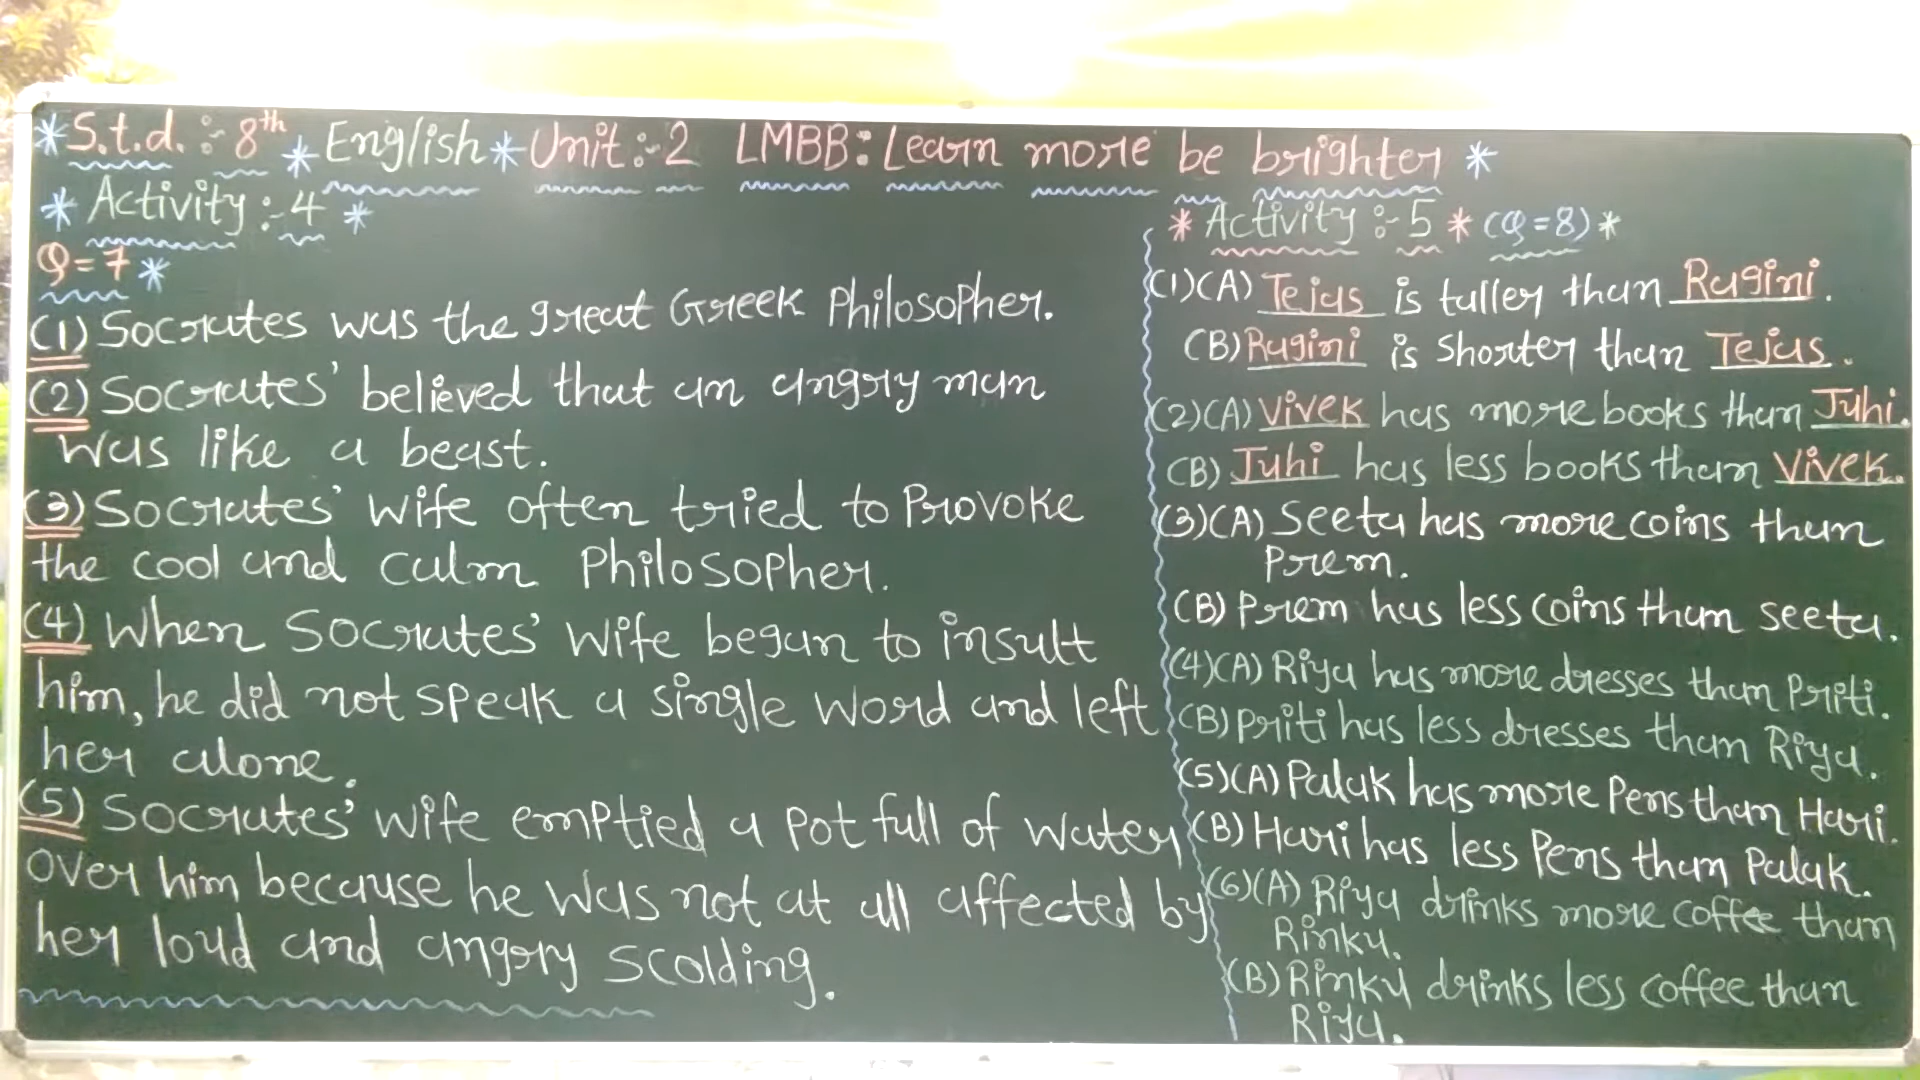 *S.t.d. :- 8th * English * Unit :- 2 LMBB: Learn more be brighter *
* Activity :- 4 *
Q=7 *
(1) Socrates was the great Greek Philosopher.
(2) Socrates' believed that an angry man
was like a beast.
(3) Socrates' wife often tried to Provoke
the cool and calm Philosopher.
(4) When Socrates' wife began to insult
him, he did not speak a single word and left
her alone.
(5) Socrates' wife emptied a pot full of water
over him because he was not at all affected by
her loud and angry scolding.
* Activity :- 5 * (Q=8) *
(1)(A) Tejas is taller than Ragini.
(B) Ragini is shorter than Tejas.
(2)(A) Vivek has more books than Juhi.
(B) Juhi has less books than Vivek.
(3)(A) Seeta has more coins than
Prem.
(B) Prem has less coins than seeta.
(4)(A) Riya has more dresses than Priti.
(B) Priti has less dresses than Riya.
(5)(A) Palak has more Pens than Hari.
(B) Hari has less Pens than Palak.
(6)(A) Riya drinks more coffee than
Rinku.
(B) Rinku drinks less coffee than
Riya.